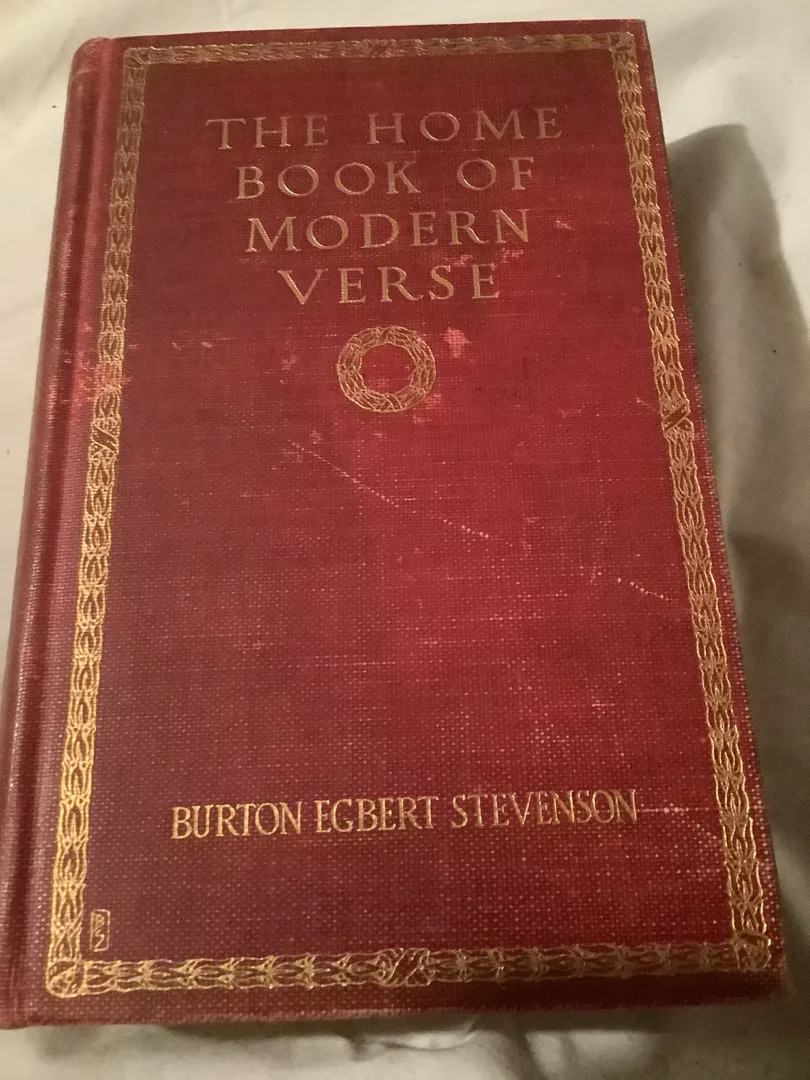 THE HOME
BOOK OF
MODERN
VERSE
BURTON EGBERT STEVENSON